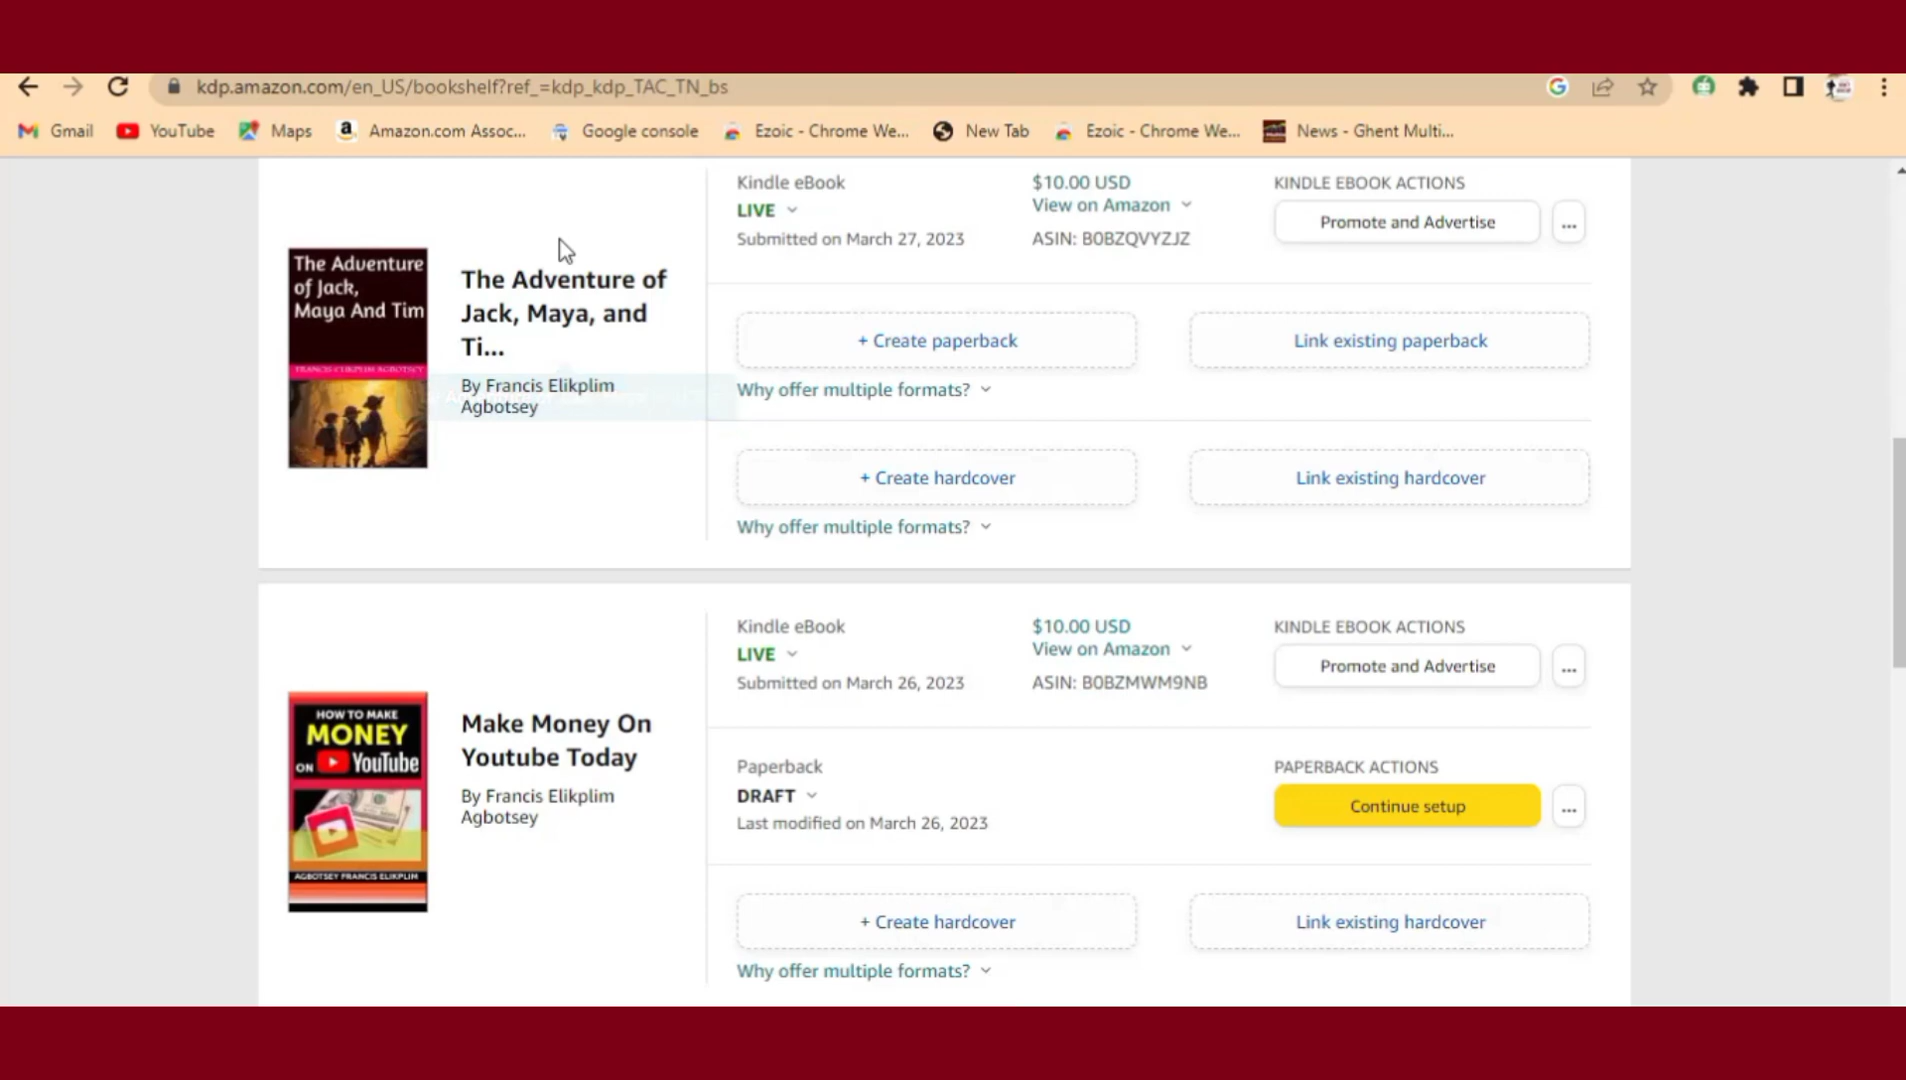 kdp.amazon.com/en_US/bookshelf?ref_=kdp_kdp_TAC_TN_bs
Gmail
YouTube
Maps
Amazon.com Assoc...
Google console
Ezoic - Chrome We...
New Tab
Ezoic - Chrome We...
News - Ghent Multi...
The Adventure
of Jack,
Maya And Tim
FRANCIS ELIKPLIM AGBOTSEY
The Adventure of
Jack, Maya, and
Ti...
By Francis Elikplim
Agbotsey
Kindle eBook
LIVE
Submitted on March 27, 2023
$10.00 USD
View on Amazon
ASIN: B0BZQVYZJZ
KINDLE EBOOK ACTIONS
Promote and Advertise
...
+ Create paperback
Link existing paperback
Why offer multiple formats?
+ Create hardcover
Link existing hardcover
Why offer multiple formats?
HOW TO MAKE
MONEY
ON YouTube
AGBOTSEY FRANCIS ELIKPLIM
Make Money On
Youtube Today
By Francis Elikplim
Agbotsey
Kindle eBook
LIVE
Submitted on March 26, 2023
$10.00 USD
View on Amazon
ASIN: B0BZMWM9NB
KINDLE EBOOK ACTIONS
Promote and Advertise
...
Paperback
DRAFT
Last modified on March 26, 2023
PAPERBACK ACTIONS
Continue setup
...
+ Create hardcover
Link existing hardcover
Why offer multiple formats?